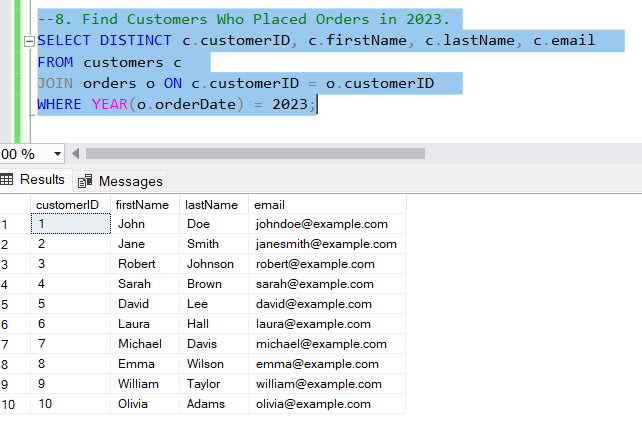 --8. Find Customers Who Placed Orders in 2023.
SELECT DISTINCT c.customerID, c.firstName, c.lastName, c.email
FROM customers c
JOIN orders o ON c.customerID = o.customerID
WHERE YEAR(o.orderDate) = 2023;
00 %
Results Messages
customerID firstName lastName email
1 1 John Doe johndoe@example.com
2 2 Jane Smith janesmith@example.com
3 3 Robert Johnson robert@example.com
4 4 Sarah Brown sarah@example.com
5 5 David Lee david@example.com
6 6 Laura Hall laura@example.com
7 7 Michael Davis michael@example.com
8 8 Emma Wilson emma@example.com
9 9 William Taylor william@example.com
10 10 Olivia Adams olivia@example.com